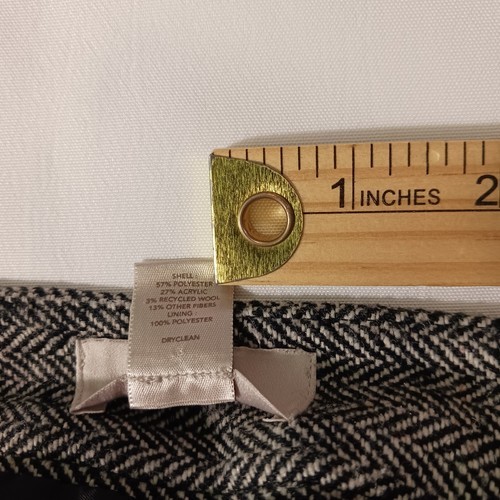 1 INCHES 2
SHELL
57% POLYESTER
27% ACRYLIC
3% RECYCLED WOOL
13% OTHER FIBERS
LINING
100% POLYESTER
DRYCLEAN